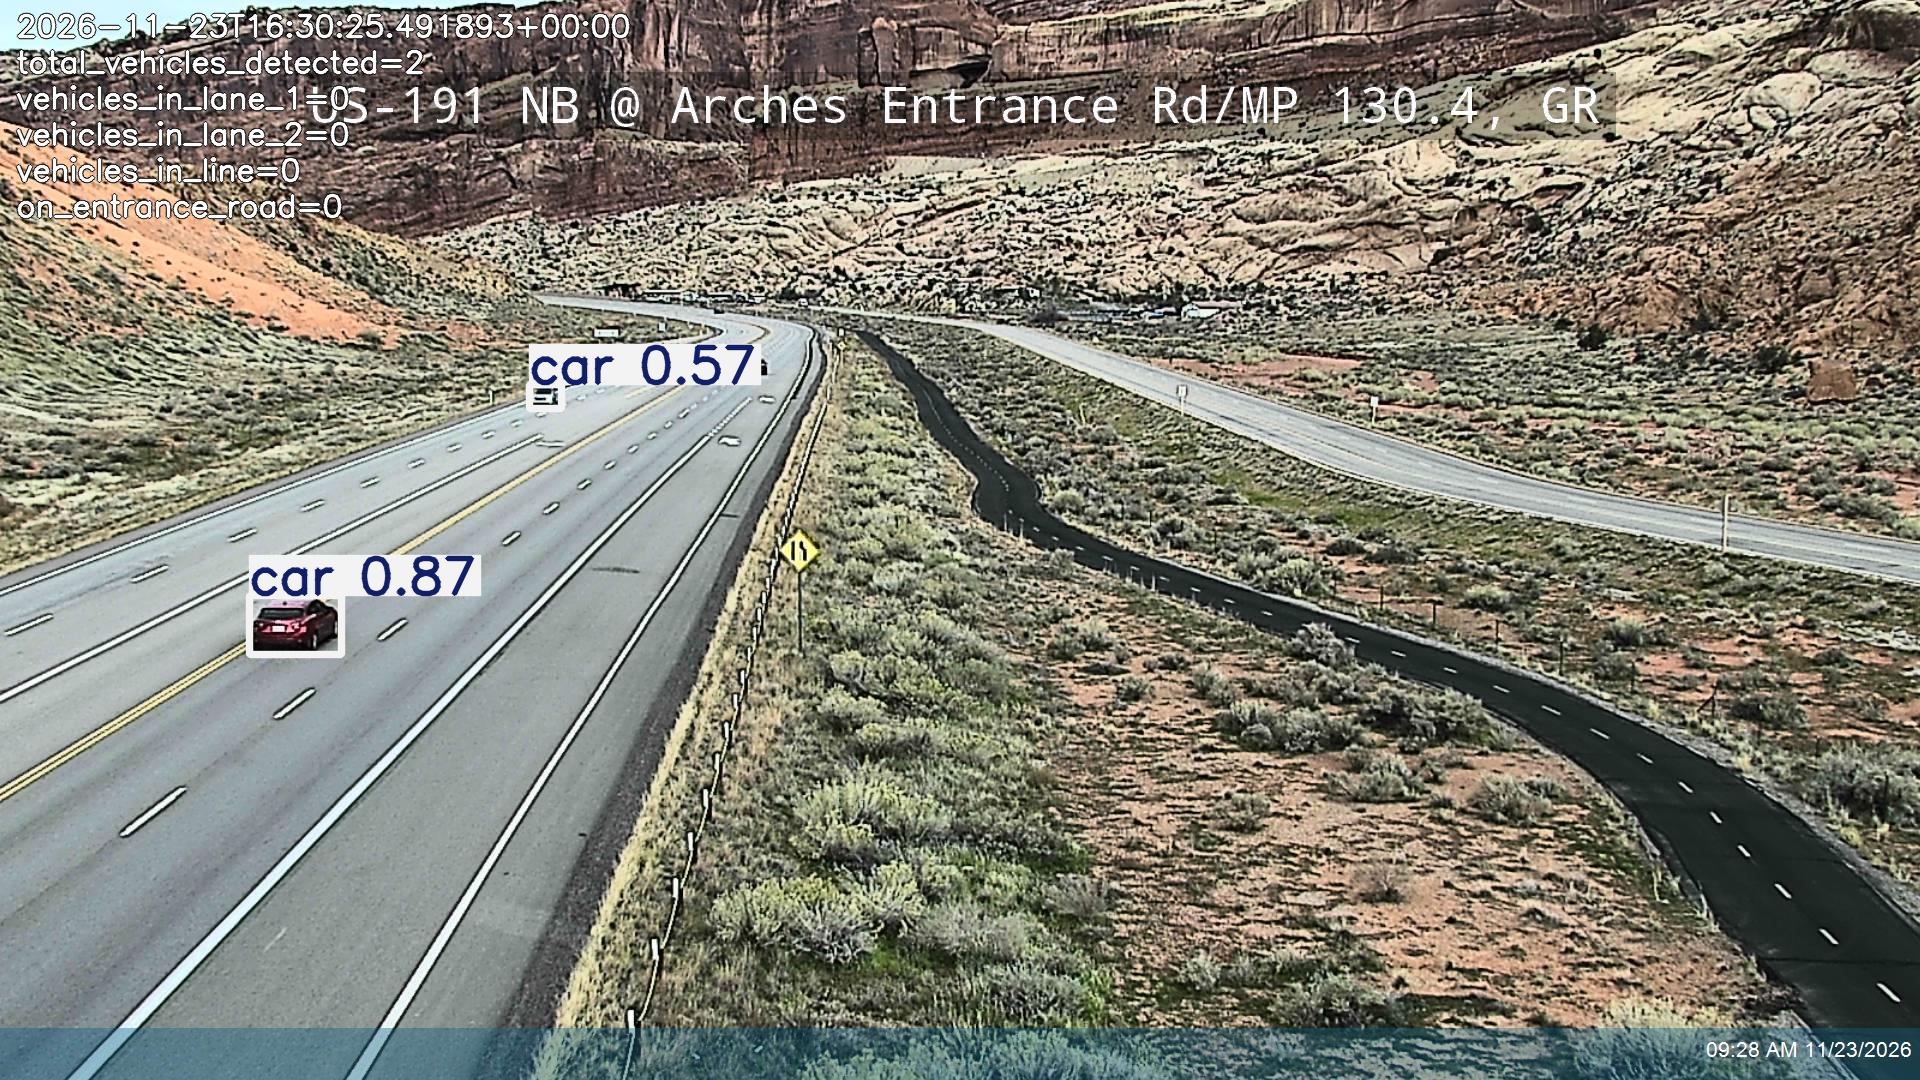 2026-11-23T16:30:25.491893+00:00
total_vehicles_detected=2
vehicles_in_lane_1=0
US-191 NB @ Arches Entrance Rd/MP 130.4, GR
vehicles_in_lane_2=0
vehicles_in_line=0
on_entrance_road=0
car 0.57
car 0.87
09:28 AM 11/23/2026